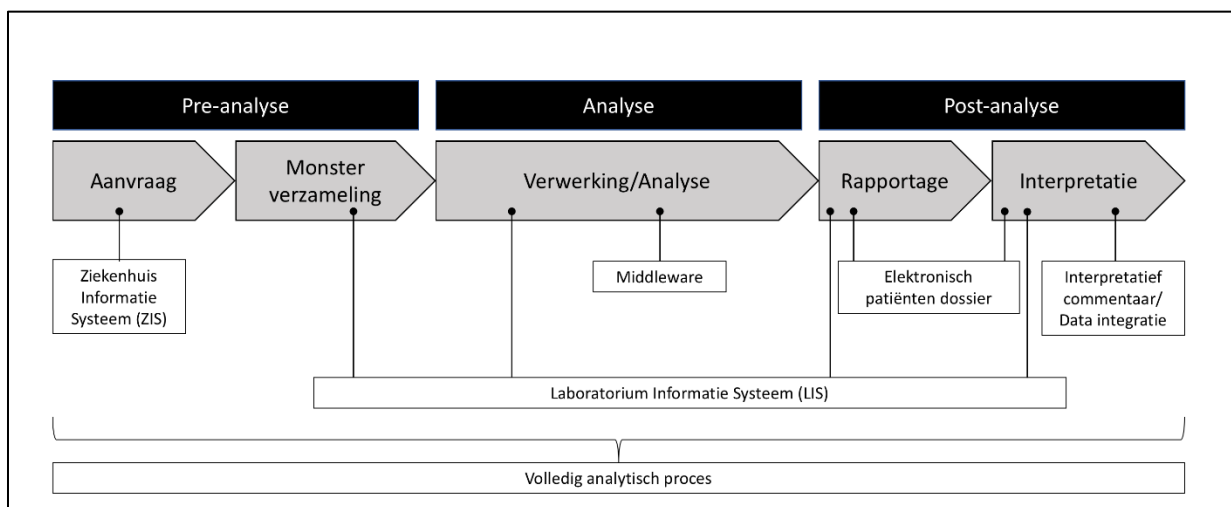 Pre-analyse
Analyse
Post-analyse
Aanvraag
Monster
verzameling
Verwerking/Analyse
Rapportage
Interpretatie
Ziekenhuis
Informatie
Systeem (ZIS)
Middleware
Elektronisch
patiënten dossier
Interpretatief
commentaar/
Data integratie
Laboratorium Informatie Systeem (LIS)
Volledig analytisch proces